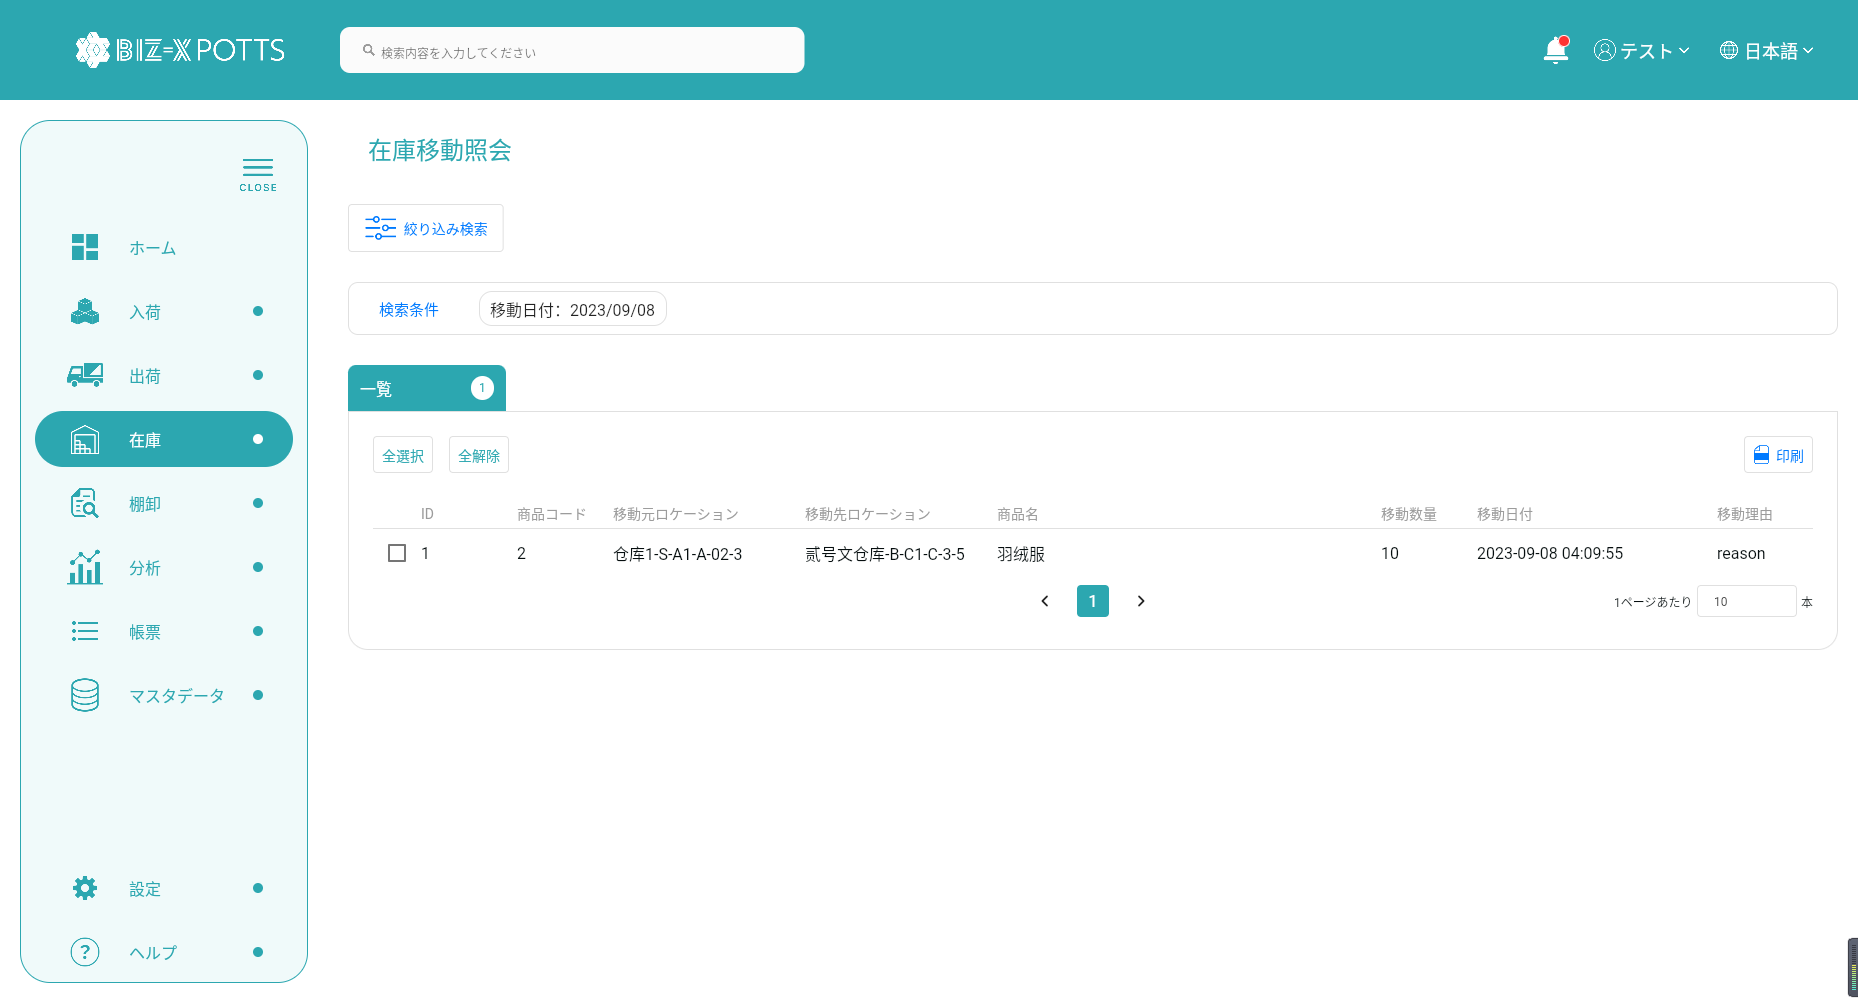 BIZ=X POTTS
検索内容を入力してください
テスト
日本語
CLOSE
ホーム
入荷
出荷
在庫
棚卸
分析
帳票
マスタデータ
設定
?
ヘルプ
在庫移動照会
絞り込み検索
検索条件
移動日付：2023/09/08
一覧 1
全選択
全解除
印刷
ID 商品コード 移動元ロケーション 移動先ロケーション 商品名 移動数量 移動日付 移動理由
1 2 仓库1-S-A1-A-02-3 贰号文仓库-B-C1-C-3-5 羽绒服 10 2023-09-08 04:09:55 reason
1
1ページあたり 10 本